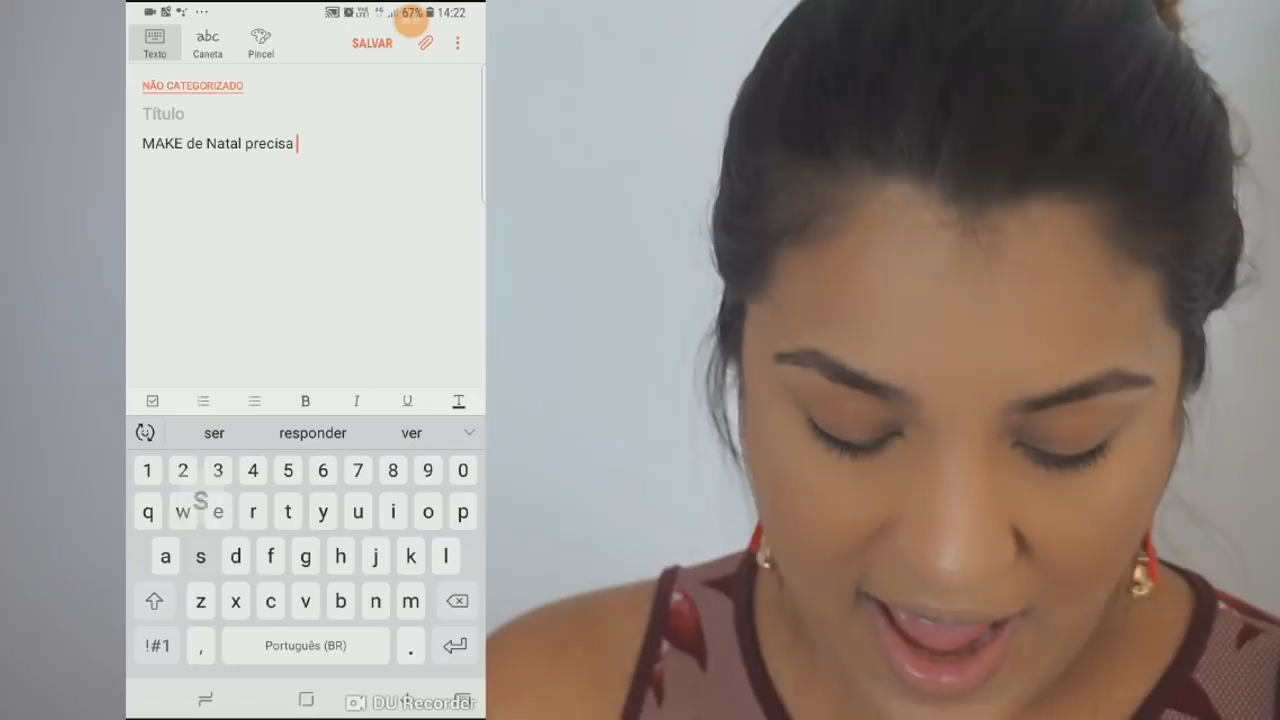 67% 14:22
Texto abc Caneta Pincel SALVAR
NÃO CATEGORIZADO
Título
MAKE de Natal precisa
B I U T
ser responder ver
1 2 3 4 5 6 7 8 9 0
S
q w e r t y u i o p
a s d f g h j k l
z x c v b n m
!#1 , Português (BR) .
DU Recorder